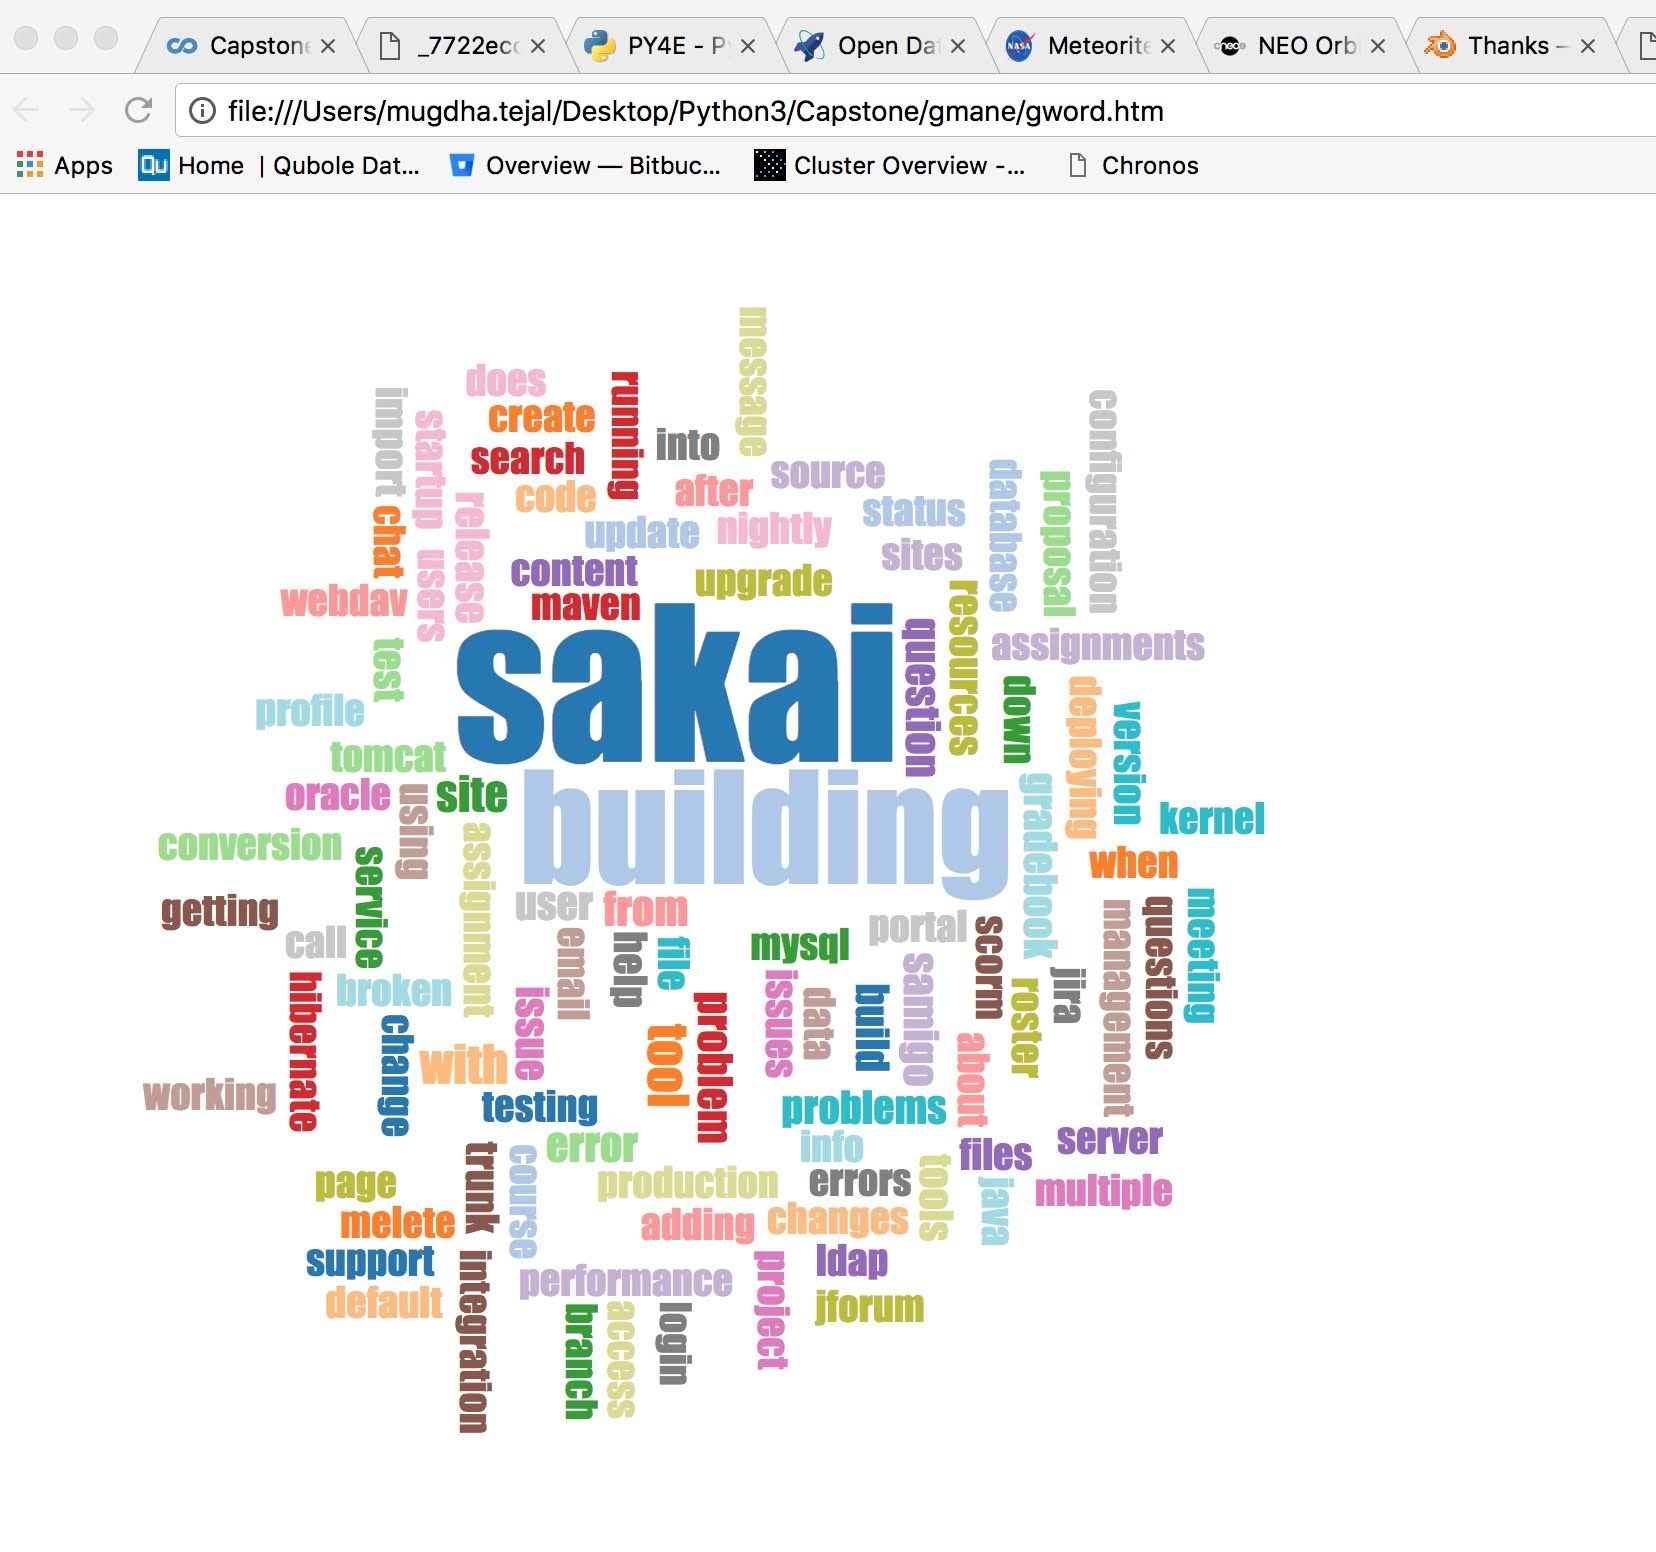 Capstone
_7722ecc
PY4E - P
Open Dat
Meteorite
NEO Orb
Thanks –
file:///Users/mugdha.tejal/Desktop/Python3/Capstone/gmane/gword.htm
Apps
Qu
Home | Qubole Dat...
Overview — Bitbuc...
Cluster Overview -...
Chronos
message
does
running
import
create
configuration
startup
into
search
source
database
proposal
after
code
release
status
chat
nightly
update
users
sites
content
upgrade
resources
webdav
maven
sakai
question
test
assignments
down
deploying
version
profile
tomcat
building
gradebook
oracle
using
site
kernel
assignment
conversion
service
when
meeting
user
from
getting
questions
management
portal
scorm
email
help
file
mysql
call
samigo
jira
hibernate
broken
issues
roster
issue
data
build
problem
change
tool
about
with
working
testing
problems
server
trunk
course
error
info
files
tools
page
production
errors
java
multiple
melete
adding
changes
support
integration
ldap
project
performance
default
branch
access
login
jforum